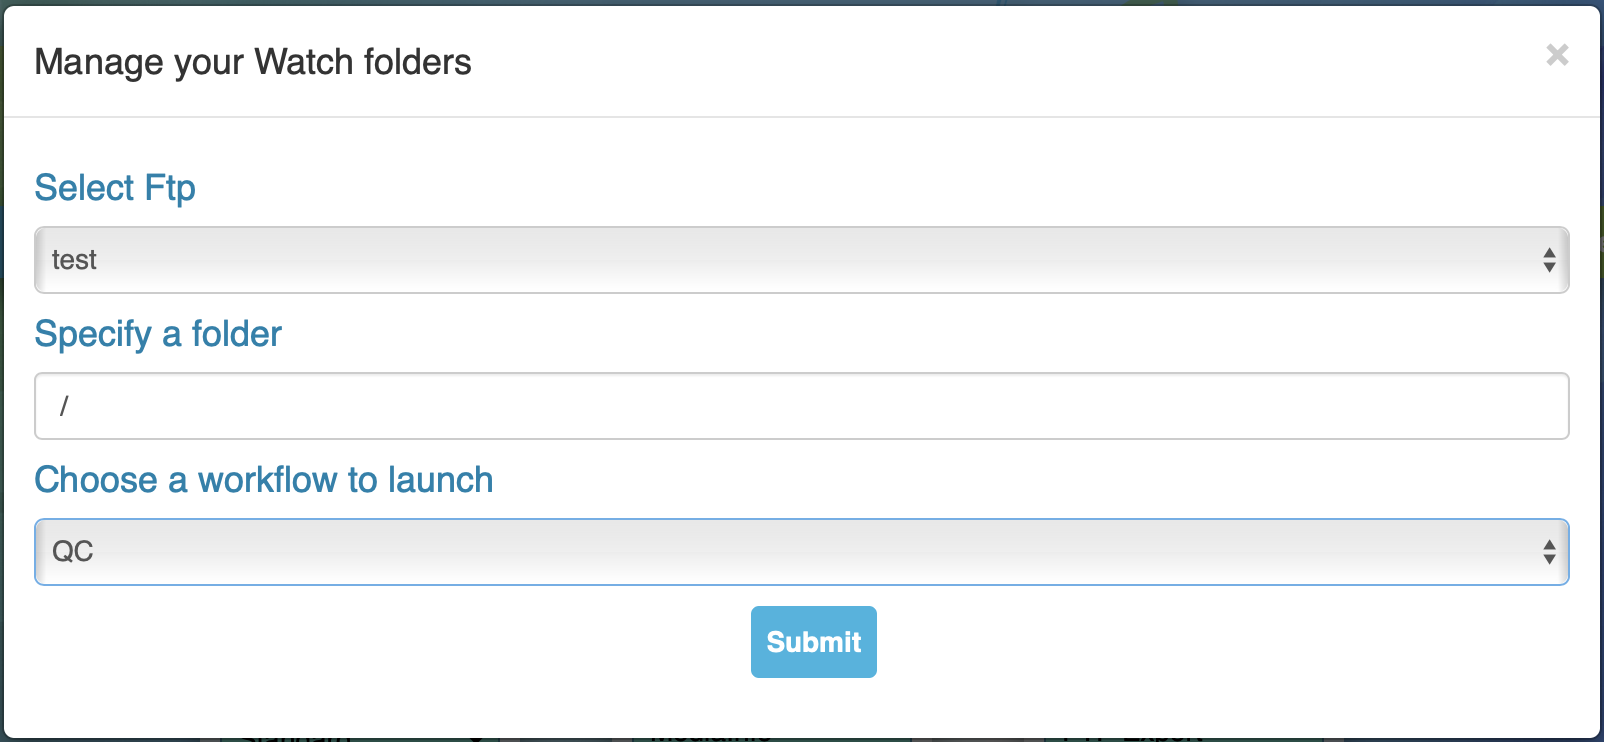 Manage your Watch folders
×
Select Ftp
test
Specify a folder
/
Choose a workflow to launch
QC
Submit